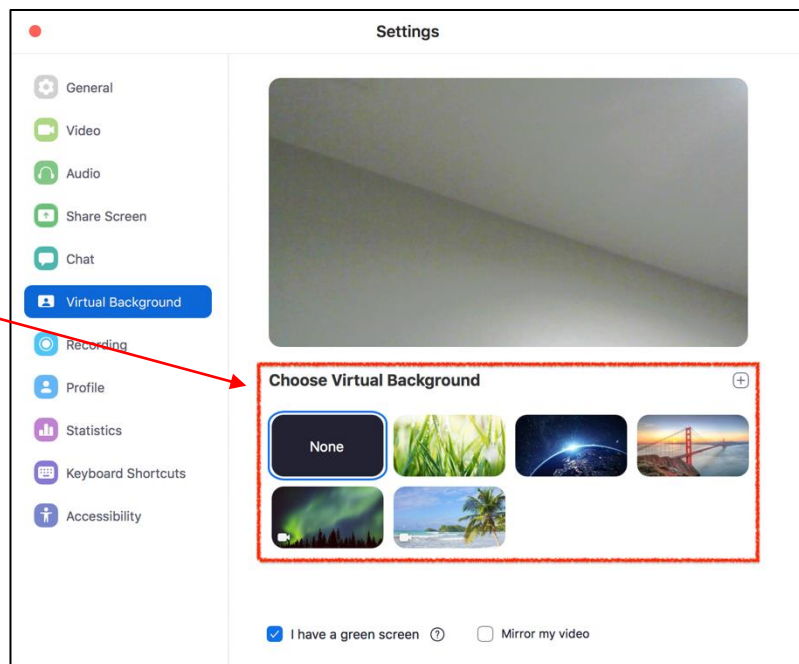 Settings
General
Video
Audio
Share Screen
Chat
Virtual Background
Recording
Profile
Statistics
Keyboard Shortcuts
Accessibility
Choose Virtual Background
None
I have a green screen
Mirror my video